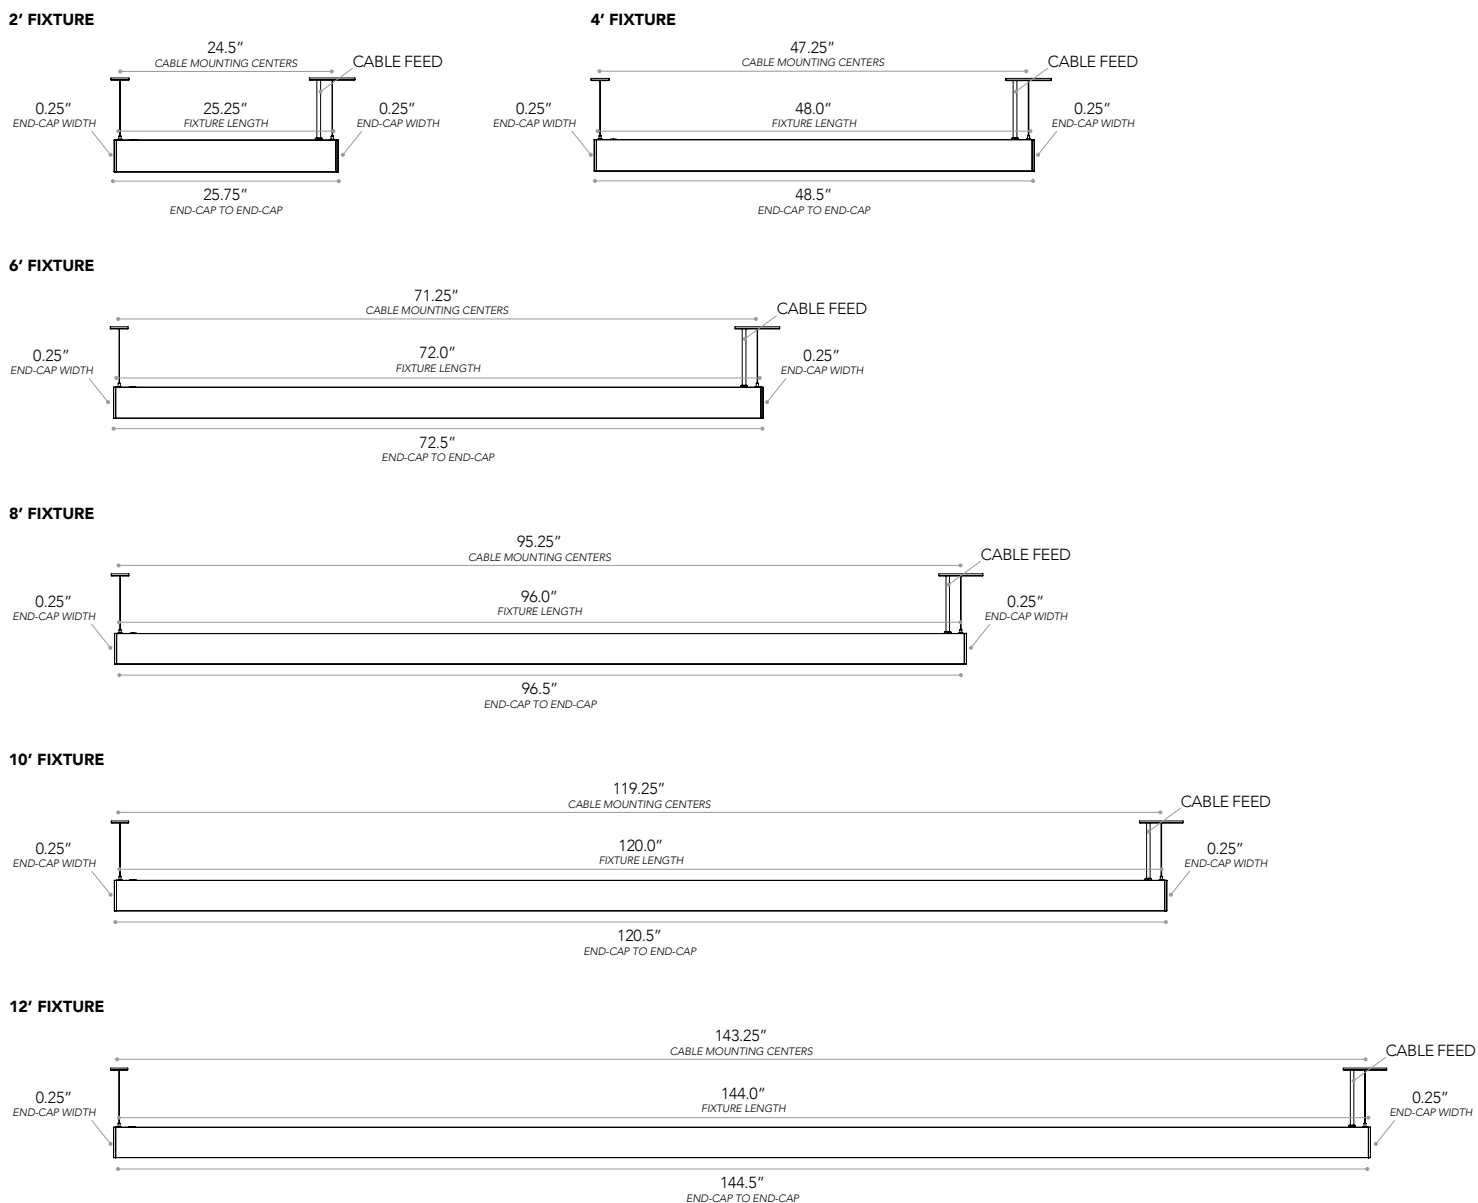 2’ FIXTURE
24.5”
CABLE MOUNTING CENTERS
CABLE FEED
0.25”
END-CAP WIDTH
25.25”
FIXTURE LENGTH
0.25”
END-CAP WIDTH
25.75”
END-CAP TO END-CAP
4’ FIXTURE
47.25”
CABLE MOUNTING CENTERS
CABLE FEED
0.25”
END-CAP WIDTH
48.0”
FIXTURE LENGTH
0.25”
END-CAP WIDTH
48.5”
END-CAP TO END-CAP
6’ FIXTURE
71.25”
CABLE MOUNTING CENTERS
CABLE FEED
0.25”
END-CAP WIDTH
72.0”
FIXTURE LENGTH
0.25”
END-CAP WIDTH
72.5”
END-CAP TO END-CAP
8’ FIXTURE
95.25”
CABLE MOUNTING CENTERS
CABLE FEED
0.25”
END-CAP WIDTH
96.0”
FIXTURE LENGTH
0.25”
END-CAP WIDTH
96.5”
END-CAP TO END-CAP
10’ FIXTURE
119.25”
CABLE MOUNTING CENTERS
CABLE FEED
0.25”
END-CAP WIDTH
120.0”
FIXTURE LENGTH
0.25”
END-CAP WIDTH
120.5”
END-CAP TO END-CAP
12’ FIXTURE
143.25”
CABLE MOUNTING CENTERS
CABLE FEED
0.25”
END-CAP WIDTH
144.0”
FIXTURE LENGTH
0.25”
END-CAP WIDTH
144.5”
END-CAP TO END-CAP